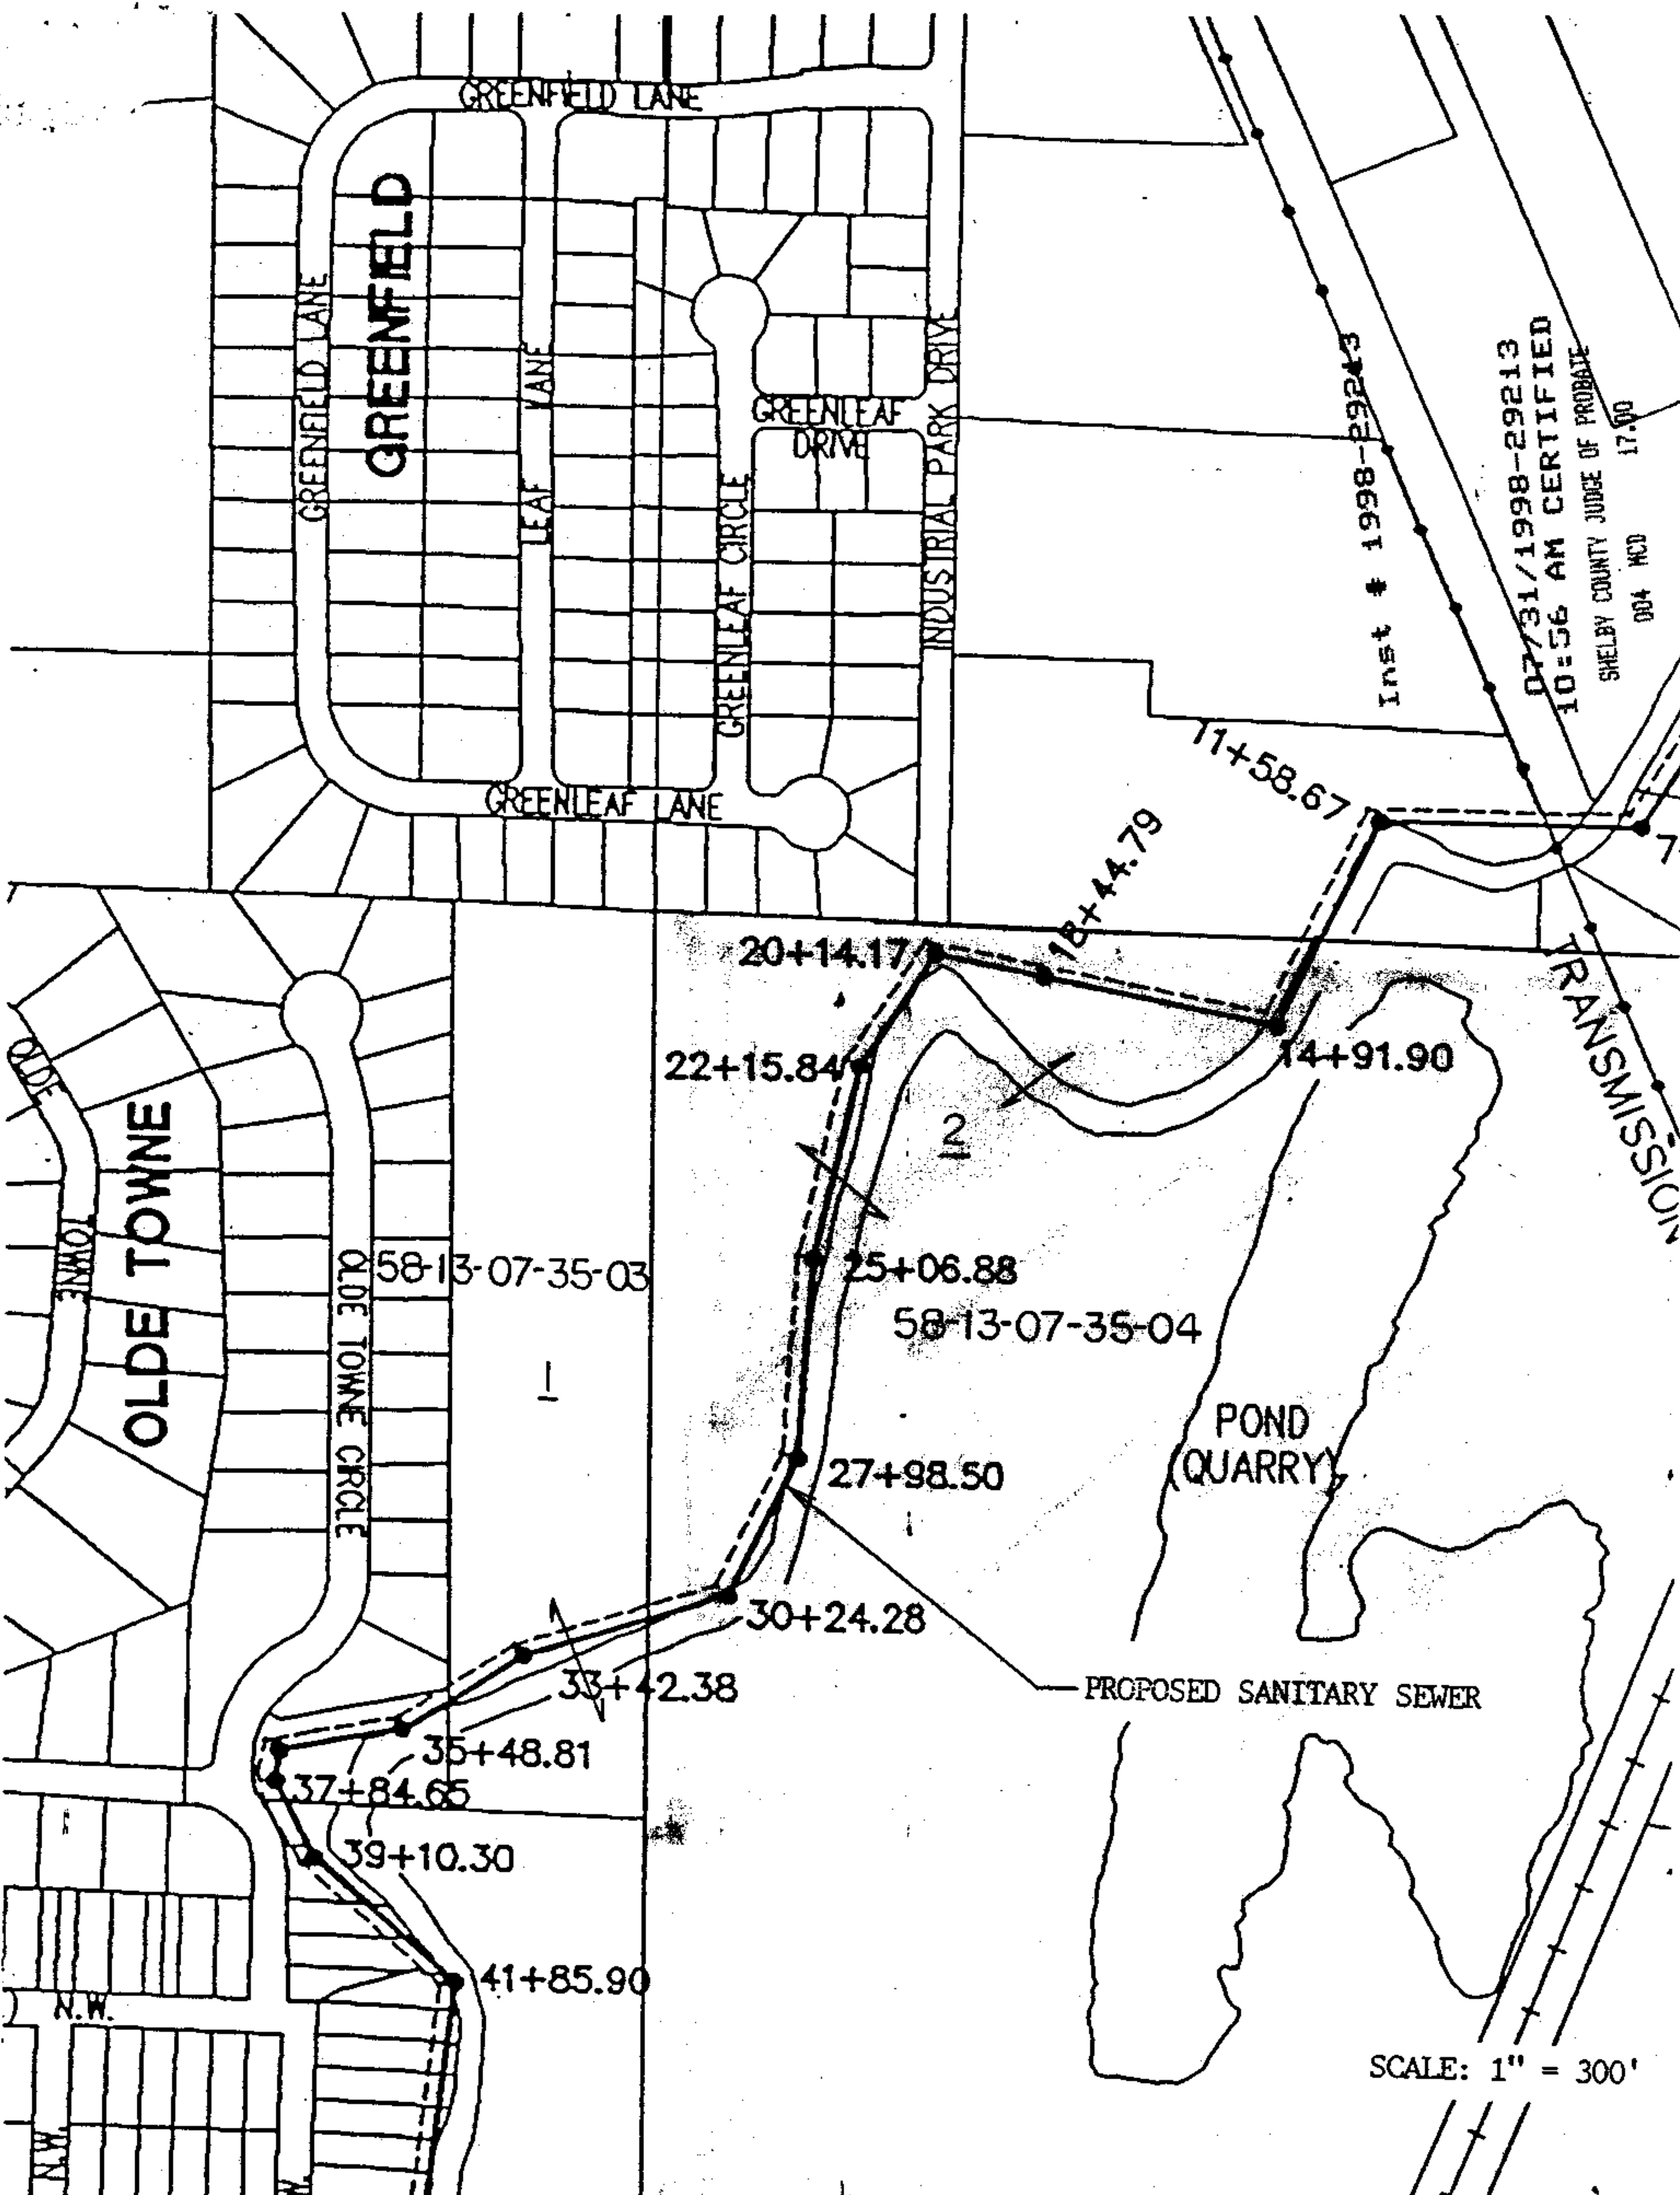 GREENFIELD LANE
GREENFIELD
GREENFIELD LANE
LEAF LANE
GREENLEAF
DRIVE
GREENLEAF CIRCLE
INDUSTRIAL PARK DRIVE
GREENLEAF LANE
Inst # 1998-29213
07/31/1998-29213
10:56 AM CERTIFIED
SHELBY COUNTY JUDGE OF PROBATE
004 MCD 17.00
11+58.67
7
18+44.79
20+14.17
14+91.90
22+15.84
TRANSMISSION
2
OLDE
TOWNE
OLDE TOWNE
OLDE TOWNE CIRCLE
58-13-07-35-03
25+06.88
58-13-07-35-04
1
POND
(QUARRY)
27+98.50
30+24.28
33+42.38
PROPOSED SANITARY SEWER
35+48.81
37+84.65
39+10.30
41+85.90
N.W.
N.W.
W.
SCALE: 1" = 300'